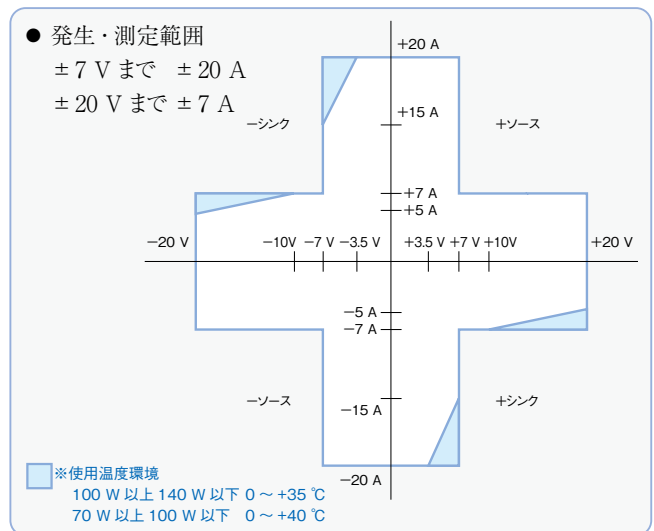 ● 発生・測定範囲
±7 V まで ±20 A
±20 V まで ±7 A
+20 A
+15 A
−シンク
+ソース
+7 A
+5 A
−20 V
−10V
−7 V
−3.5 V
+3.5 V
+7 V
+10V
+20 V
−5 A
−7 A
−ソース
−15 A
+シンク
−20 A
※使用温度環境
100 W 以上 140 W 以下 0 ~ +35 ℃
70 W 以上 100 W 以下 0 ~ +40 ℃